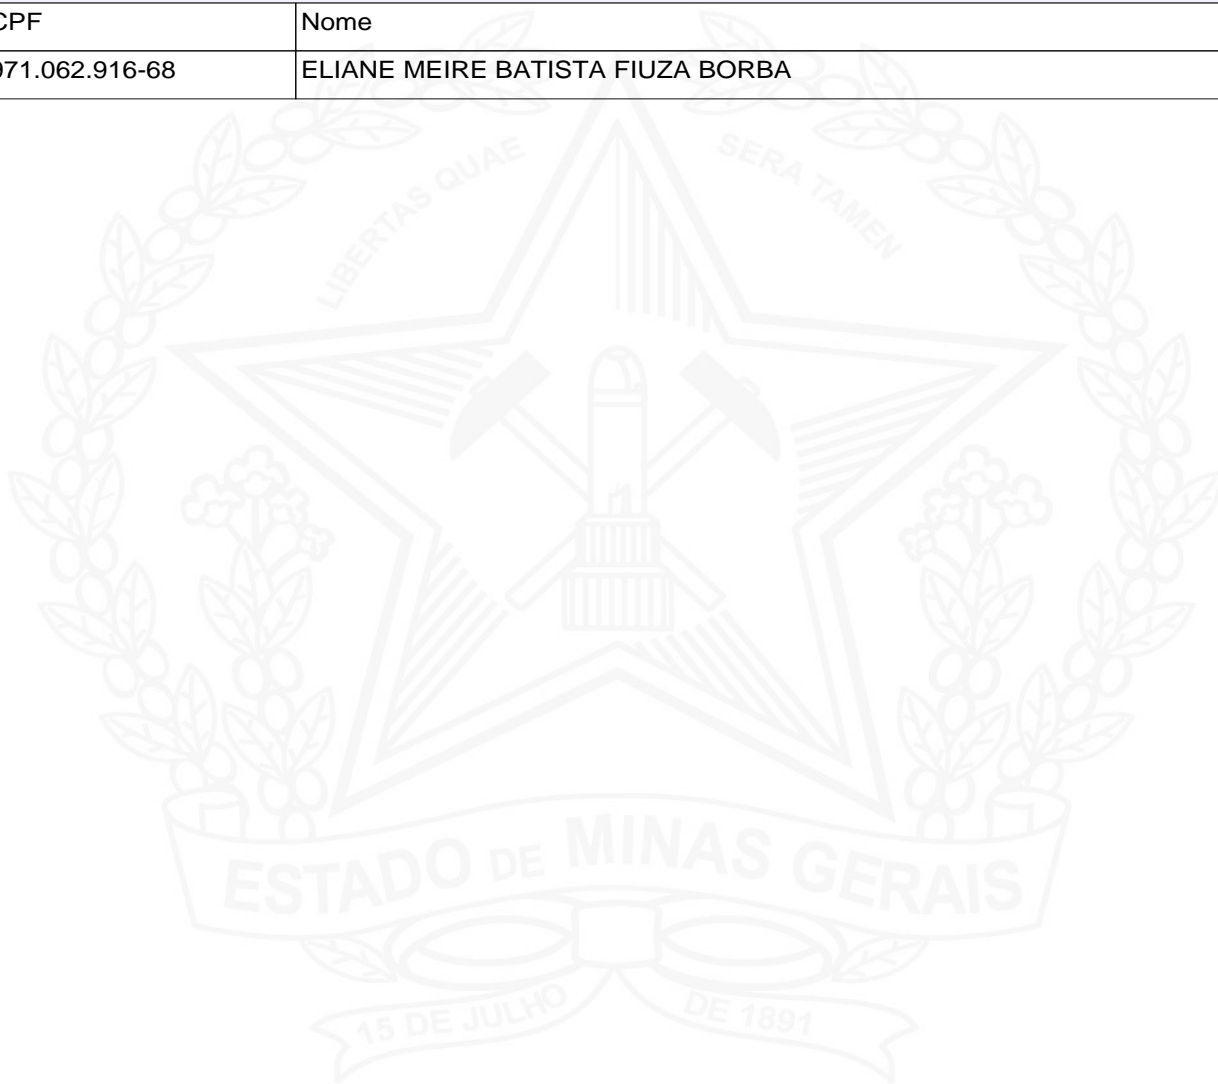 CPF Nome
971.062.916-68 ELIANE MEIRE BATISTA FIUZA BORBA
LIBERTAS QUAE SERA TAMEN
ESTADO DE MINAS GERAIS
15 DE JULHO DE 1891